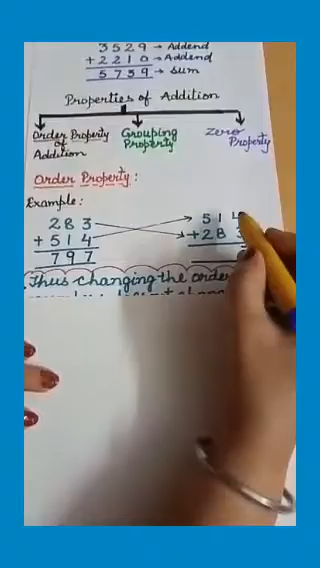 3529 → Addend
+2210 → Addend
5739 → Sum
Properties of Addition
Order Property of Addition
Grouping Property
Zero Property
Order Property:
Example:
283
+514
797
514
+28
Thus changing the order